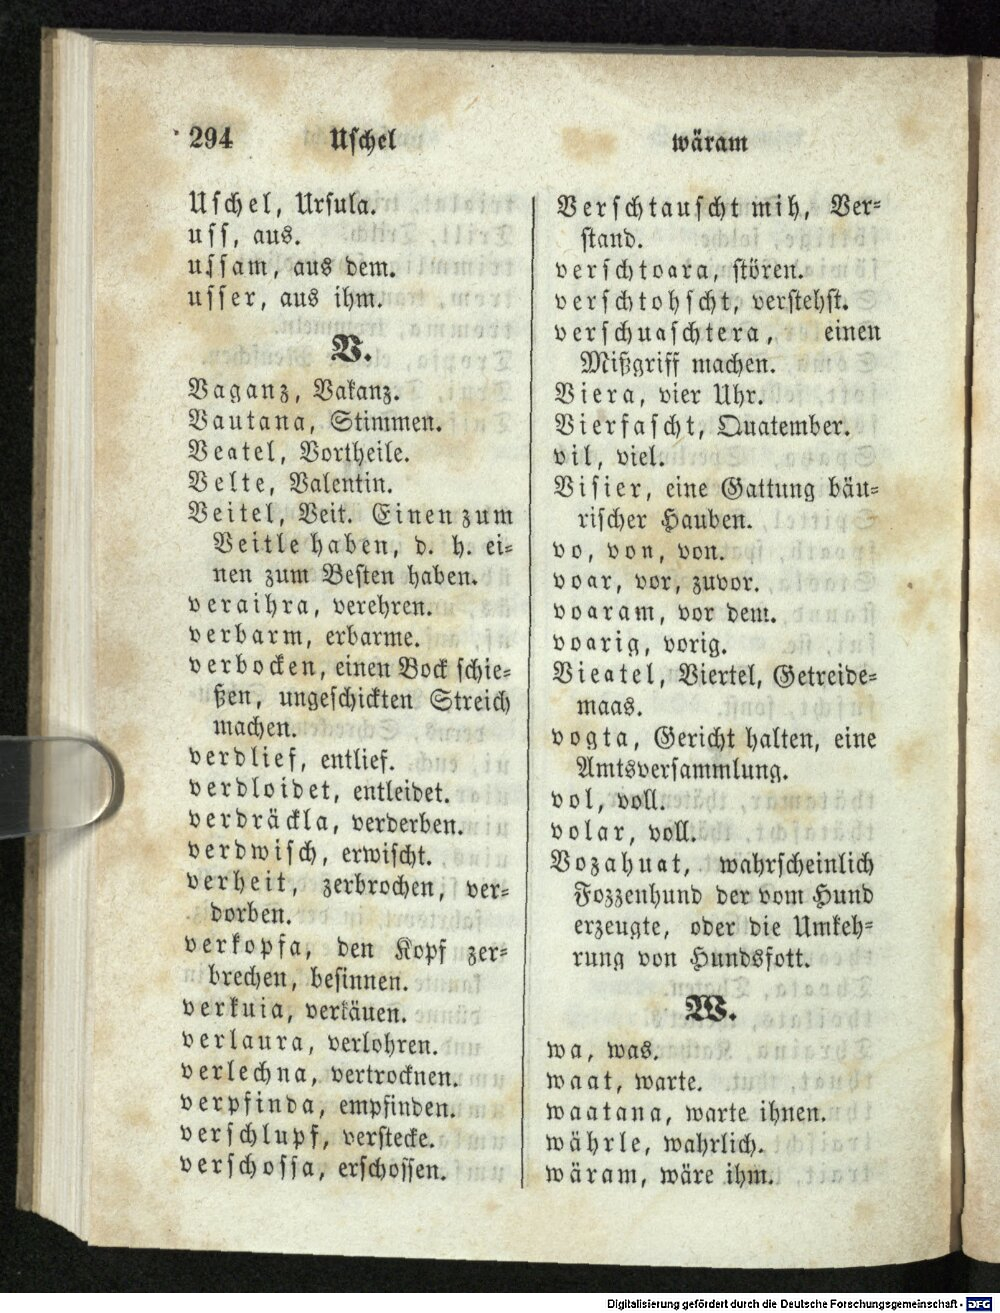 294 Uschel wäram
Uschel, Ursula.
uss, aus.
ussam, aus dem.
usser, aus ihm.
V.
Vaganz, Vakanz.
Vautana, Stimmen.
Veatel, Vortheile.
Velte, Valentin.
Veitel, Veit. Einen zum
Veitle haben, d. h. ei=
nen zum Besten haben.
veraihra, verehren.
verbarm, erbarme.
verbocken, einen Bock schie=
ßen, ungeschickten Streich
machen.
verdlief, entlief.
verdloidet, entleidet.
verdräckla, verderben.
verdwisch, erwischt.
verheit, zerbrochen, ver=
dorben.
verkopfa, den Kopf zer=
brechen, besinnen.
verkuia, verkäuen.
verlaura, verlohren.
verlechna, vertrocknen.
verpfinda, empfinden.
verschlupf, verstecke.
verschossa, erschossen.
Verschtauscht mih, Ver=
stand.
verschtoara, stören.
verschtohscht, verstehst.
verschuaschtera, einen
Mißgriff machen.
Viera, vier Uhr.
Vierfascht, Quatember.
vil, viel.
Visier, eine Gattung bäu=
rischer Hauben.
vo, von, von.
voar, vor, zuvor.
voaram, vor dem.
voarig, vorig.
Vieatel, Viertel, Getreide=
maas.
vogta, Gericht halten, eine
Amtsversammlung.
vol, voll.
volar, voll.
Vozahuat, wahrscheinlich
Fozzenhund der vom Hund
erzeugte, oder die Umkeh=
rung von Hundsfott.
W.
wa, was.
waat, warte.
waatana, warte ihnen.
währle, wahrlich.
wäram, wäre ihm.
Digitalisierung gefördert durch die Deutsche Forschungsgemeinschaft - DFG